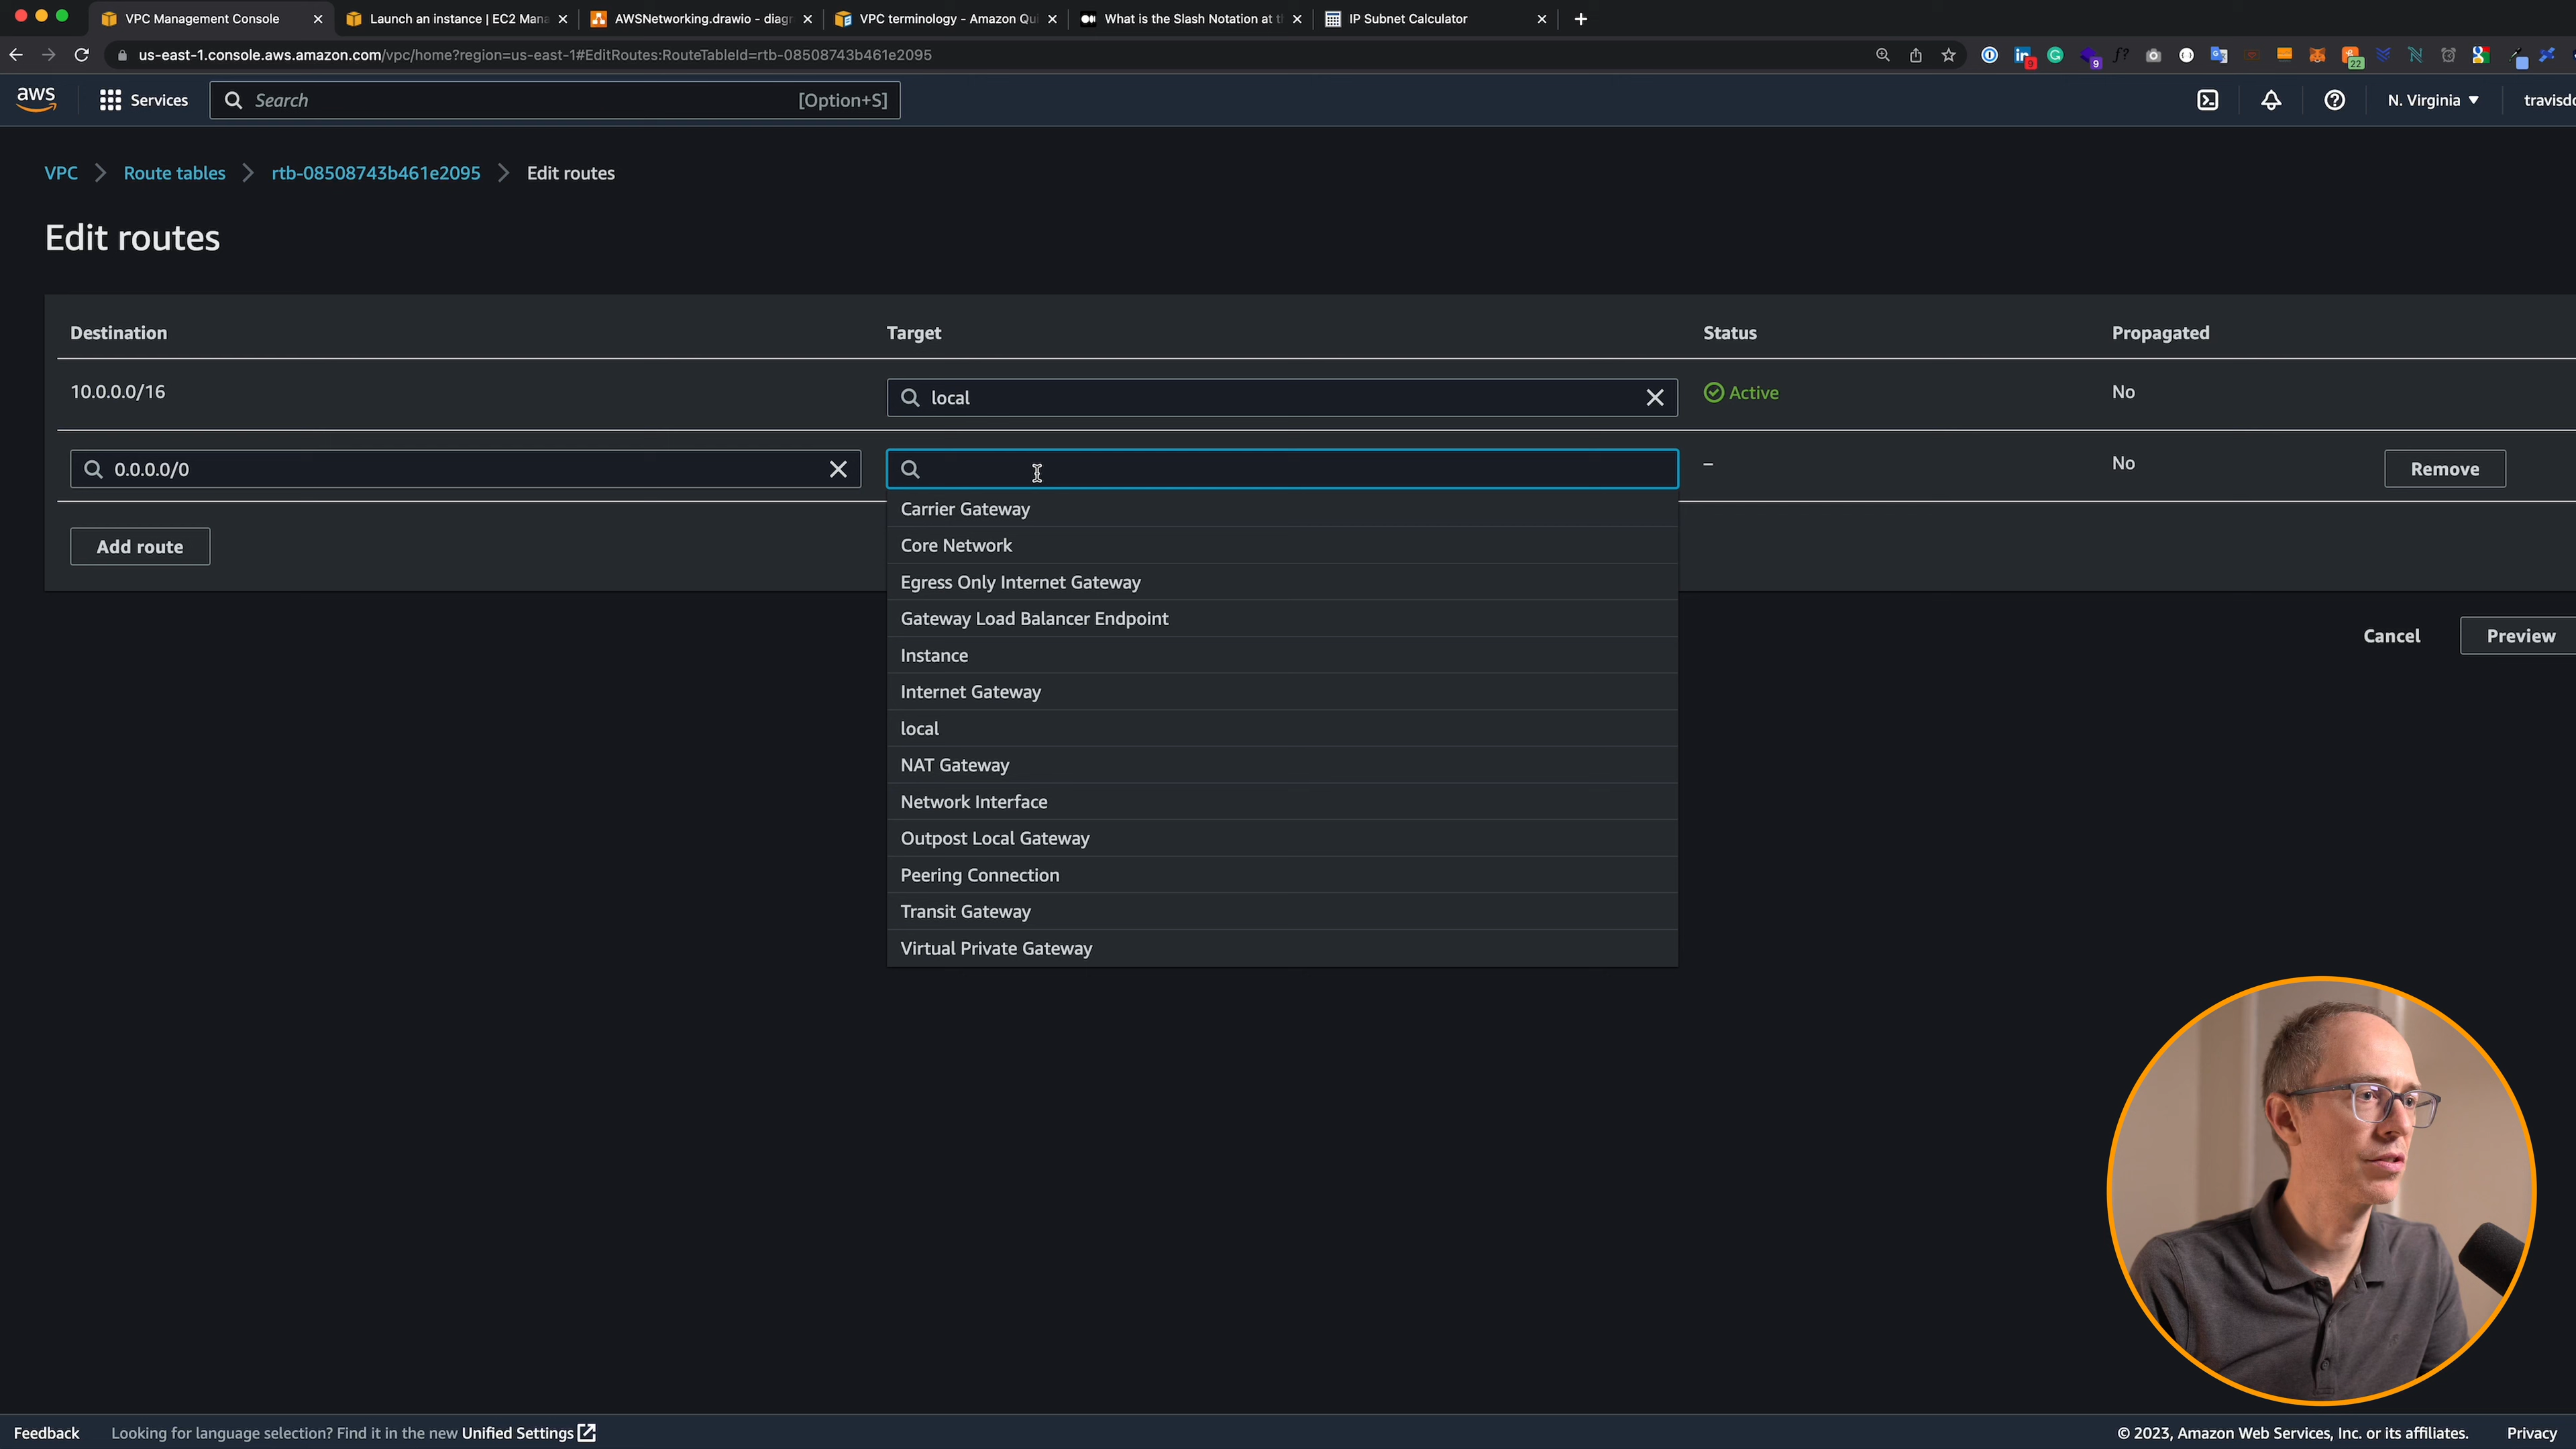 VPC Management Console
Launch an instance | EC2 Mana
AWSNetworking.drawio - diagr
VPC terminology - Amazon Qui
What is the Slash Notation at th
IP Subnet Calculator
us-east-1.console.aws.amazon.com/vpc/home?region=us-east-1#EditRoutes:RouteTableId=rtb-08508743b461e2095
aws Services Search [Option+S] N. Virginia travisd
VPC Route tables rtb-08508743b461e2095 Edit routes
Edit routes
Destination Target Status Propagated
10.0.0.0/16 local Active No
0.0.0.0/0 – No Remove
Carrier Gateway
Core Network
Egress Only Internet Gateway
Gateway Load Balancer Endpoint
Instance
Internet Gateway
local
NAT Gateway
Network Interface
Outpost Local Gateway
Peering Connection
Transit Gateway
Virtual Private Gateway
Add route
Cancel Preview
Feedback Looking for language selection? Find it in the new Unified Settings © 2023, Amazon Web Services, Inc. or its affiliates. Privacy